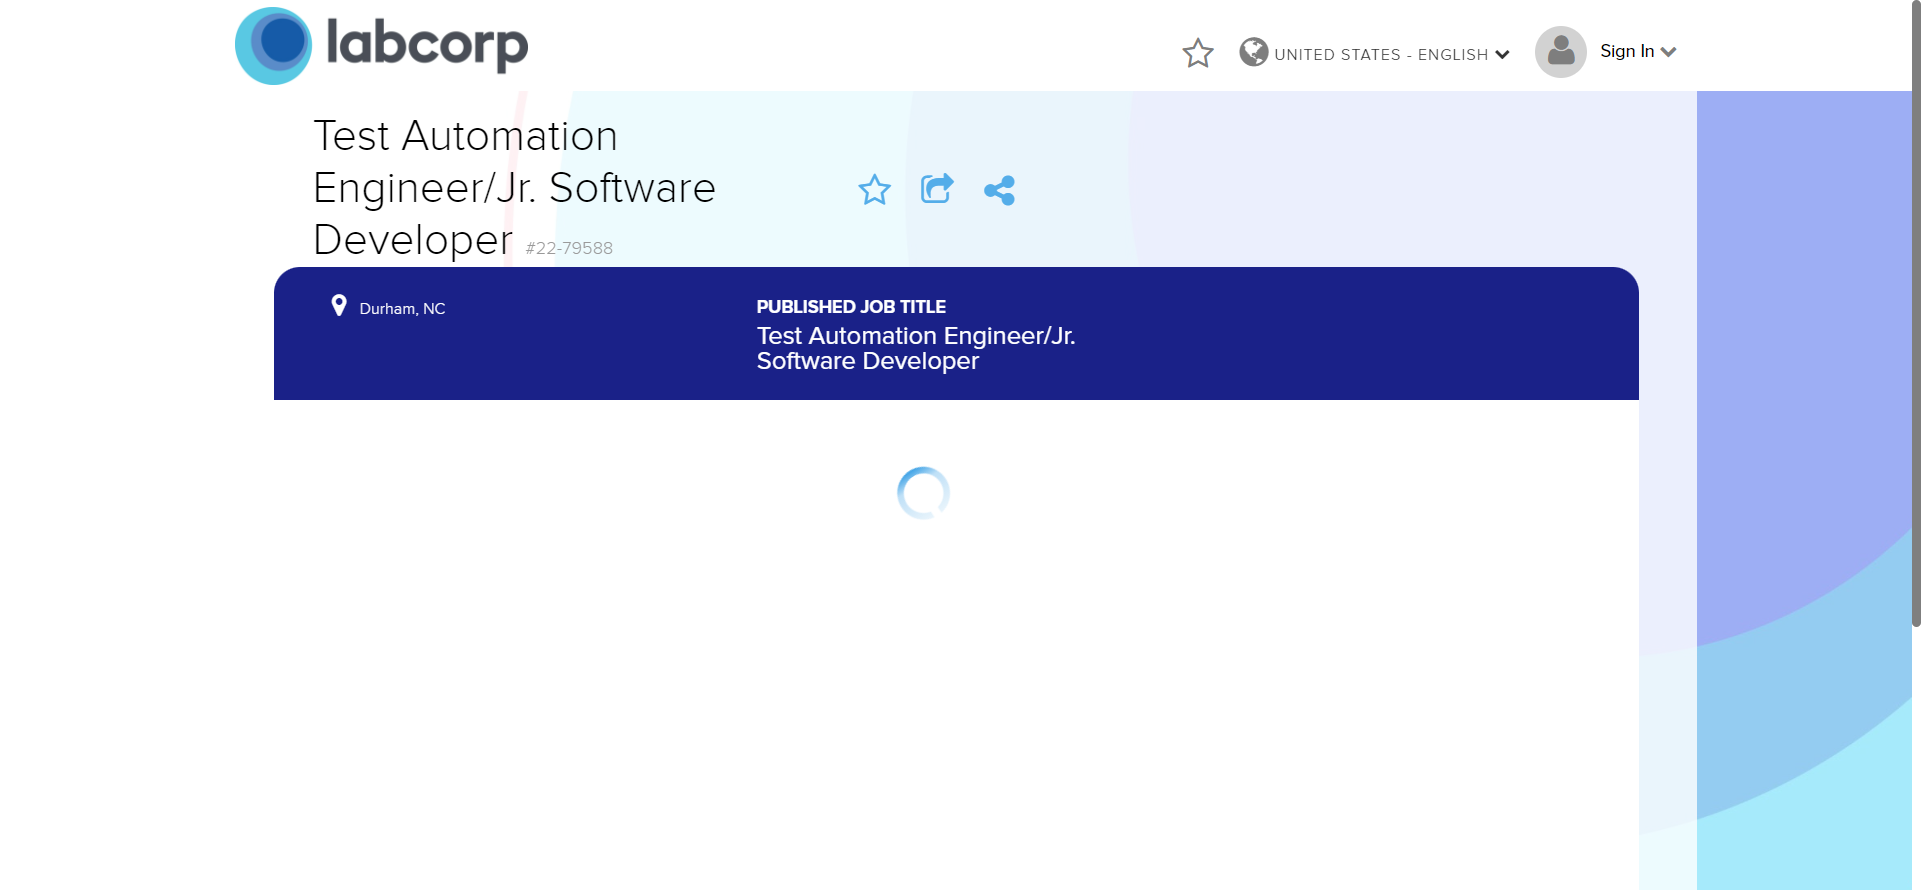 labcorp
UNITED STATES - ENGLISH
Sign In
Test Automation
Engineer/Jr. Software
Developer #22-79588
Durham, NC
PUBLISHED JOB TITLE
Test Automation Engineer/Jr.
Software Developer